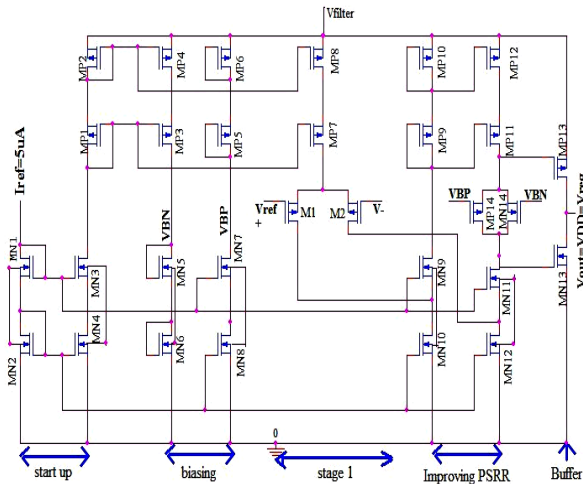 Vfilter
MP2
MP4
MP6
MP8
MP10
MP12
MP1
MP3
MP5
MP7
MP9
MP11
MP13
Iref=5uA
VBN
VBP
Vref
+
M1
M2
V-
VBP
MP14
MN14
VBN
Vout=VDD=Vreg
MN1
MN3
MN5
MN7
MN9
MN11
MN13
MN2
MN4
MN6
MN8
MN10
MN12
0
start up
biasing
stage 1
Improving PSRR
Buffer